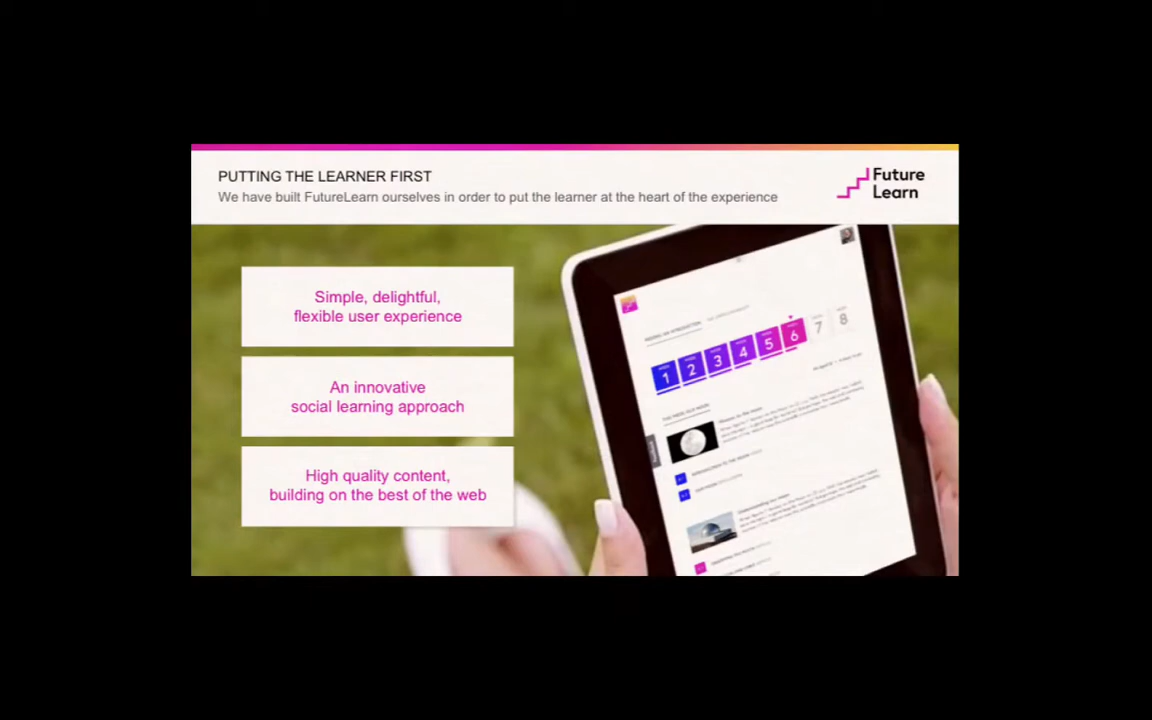 PUTTING THE LEARNER FIRST
We have built FutureLearn ourselves in order to put the learner at the heart of the experience
Future
Learn
Simple, delightful,
flexible user experience
An innovative
social learning approach
High quality content,
building on the best of the web
1 2 3 4 5 6 7 8